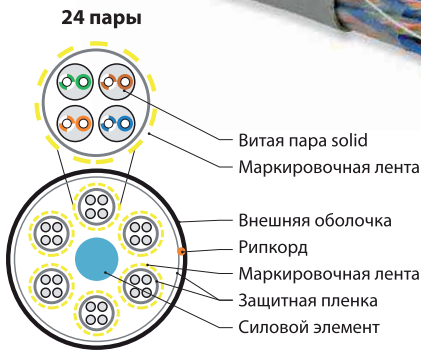 24 пары
Витая пара solid
Маркировочная лента
Внешняя оболочка
Рипкорд
Маркировочная лента
Защитная пленка
Силовой элемент